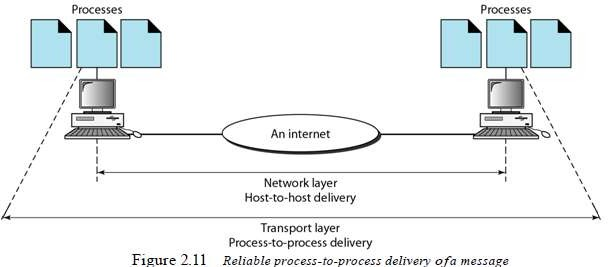 Processes
Processes
An internet
Network layer
Host-to-host delivery
Transport layer
Process-to-process delivery
Figure 2.11 Reliable process-to-process delivery ofa message